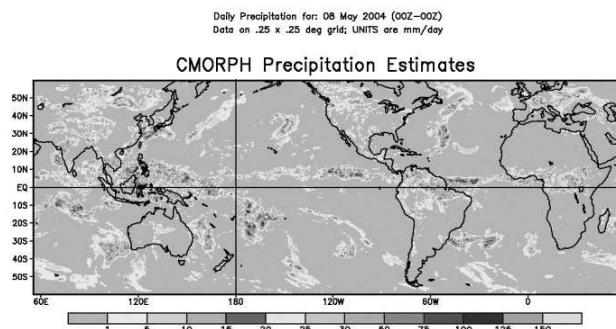 Daily Precipitation for: 08 May 2004 (00Z-00Z)
Data on .25 x .25 deg grid; UNITS are mm/day
CMORPH Precipitation Estimates
50N
40N
30N
20N
10N
EQ
10S
20S
30S
40S
50S
60E 120E 180 120W 60W 0
1 5 10 15 20 25 30 50 75 100 125 150